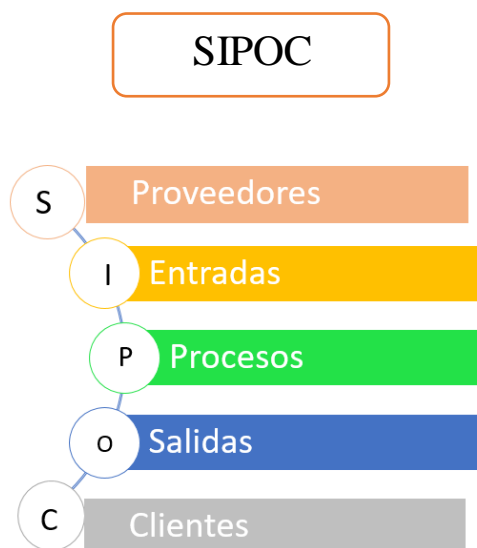 SIPOC
S Proveedores
I Entradas
P Procesos
O Salidas
C Clientes